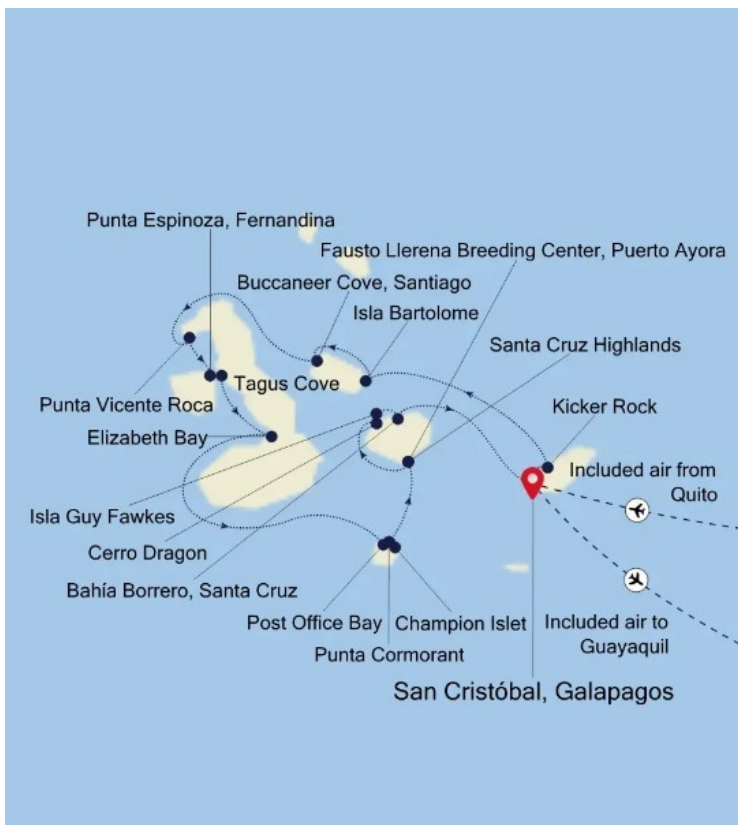 Punta Espinoza, Fernandina
Fausto Llerena Breeding Center, Puerto Ayora
Buccaneer Cove, Santiago
Isla Bartolome
Santa Cruz Highlands
Tagus Cove
Punta Vicente Roca
Kicker Rock
Elizabeth Bay
Included air from
Quito
Isla Guy Fawkes
Cerro Dragon
Bahía Borrero, Santa Cruz
Post Office Bay
Champion Islet
Included air to
Guayaquil
Punta Cormorant
San Cristóbal, Galapagos